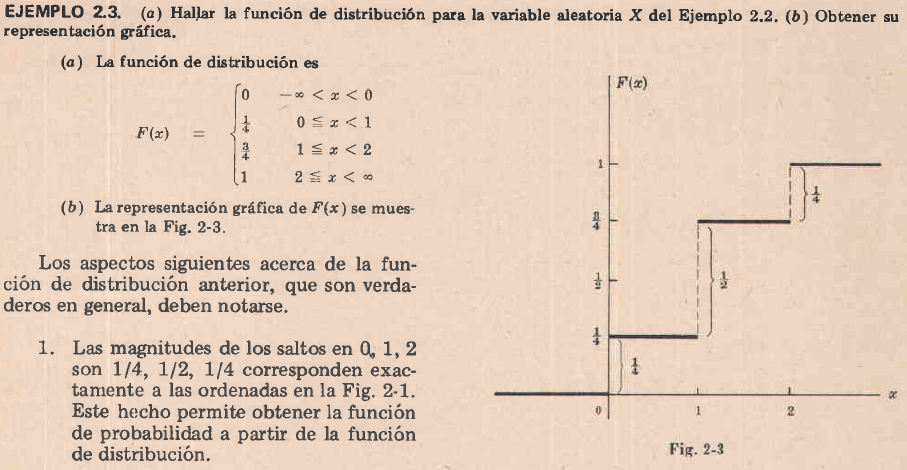 EJEMPLO 2.3. (a) Hallar la función de distribución para la variable aleatoria X del Ejemplo 2.2. (b) Obtener su
representación gráfica.
(a) La función de distribución es
F(x) =
0 −∞ < x < 0
1/4 0 ≦ x < 1
3/4 1 ≦ x < 2
1 2 ≦ x < ∞
(b) La representación gráfica de F(x) se mues-
tra en la Fig. 2-3.
Los aspectos siguientes acerca de la fun-
ción de distribución anterior, que son verda-
deros en general, deben notarse.
1. Las magnitudes de los saltos en 0, 1, 2
son 1/4, 1/2, 1/4 corresponden exac-
tamente a las ordenadas en la Fig. 2-1.
Este hecho permite obtener la función
de probabilidad a partir de la función
de distribución.
F(x)
1
1/4
3/4
1/2
1/2
1/4
1/4
x
0 1 2
Fig. 2-3